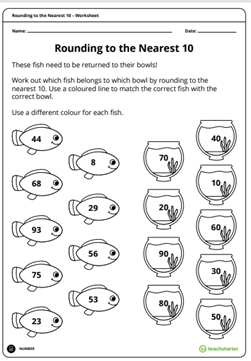 Rounding to the Nearest 10 – Worksheet
Name: Date:
Rounding to the Nearest 10
These fish need to be returned to their bowls!
Work out which fish belongs to which bowl by rounding to the
nearest 10. Use a coloured line to match the correct fish with the
correct bowl.
Use a different colour for each fish.
44
8
70
40
68
10
29
20
93
60
56
90
75
30
53
80
23
50
NUMBER
teachstarter